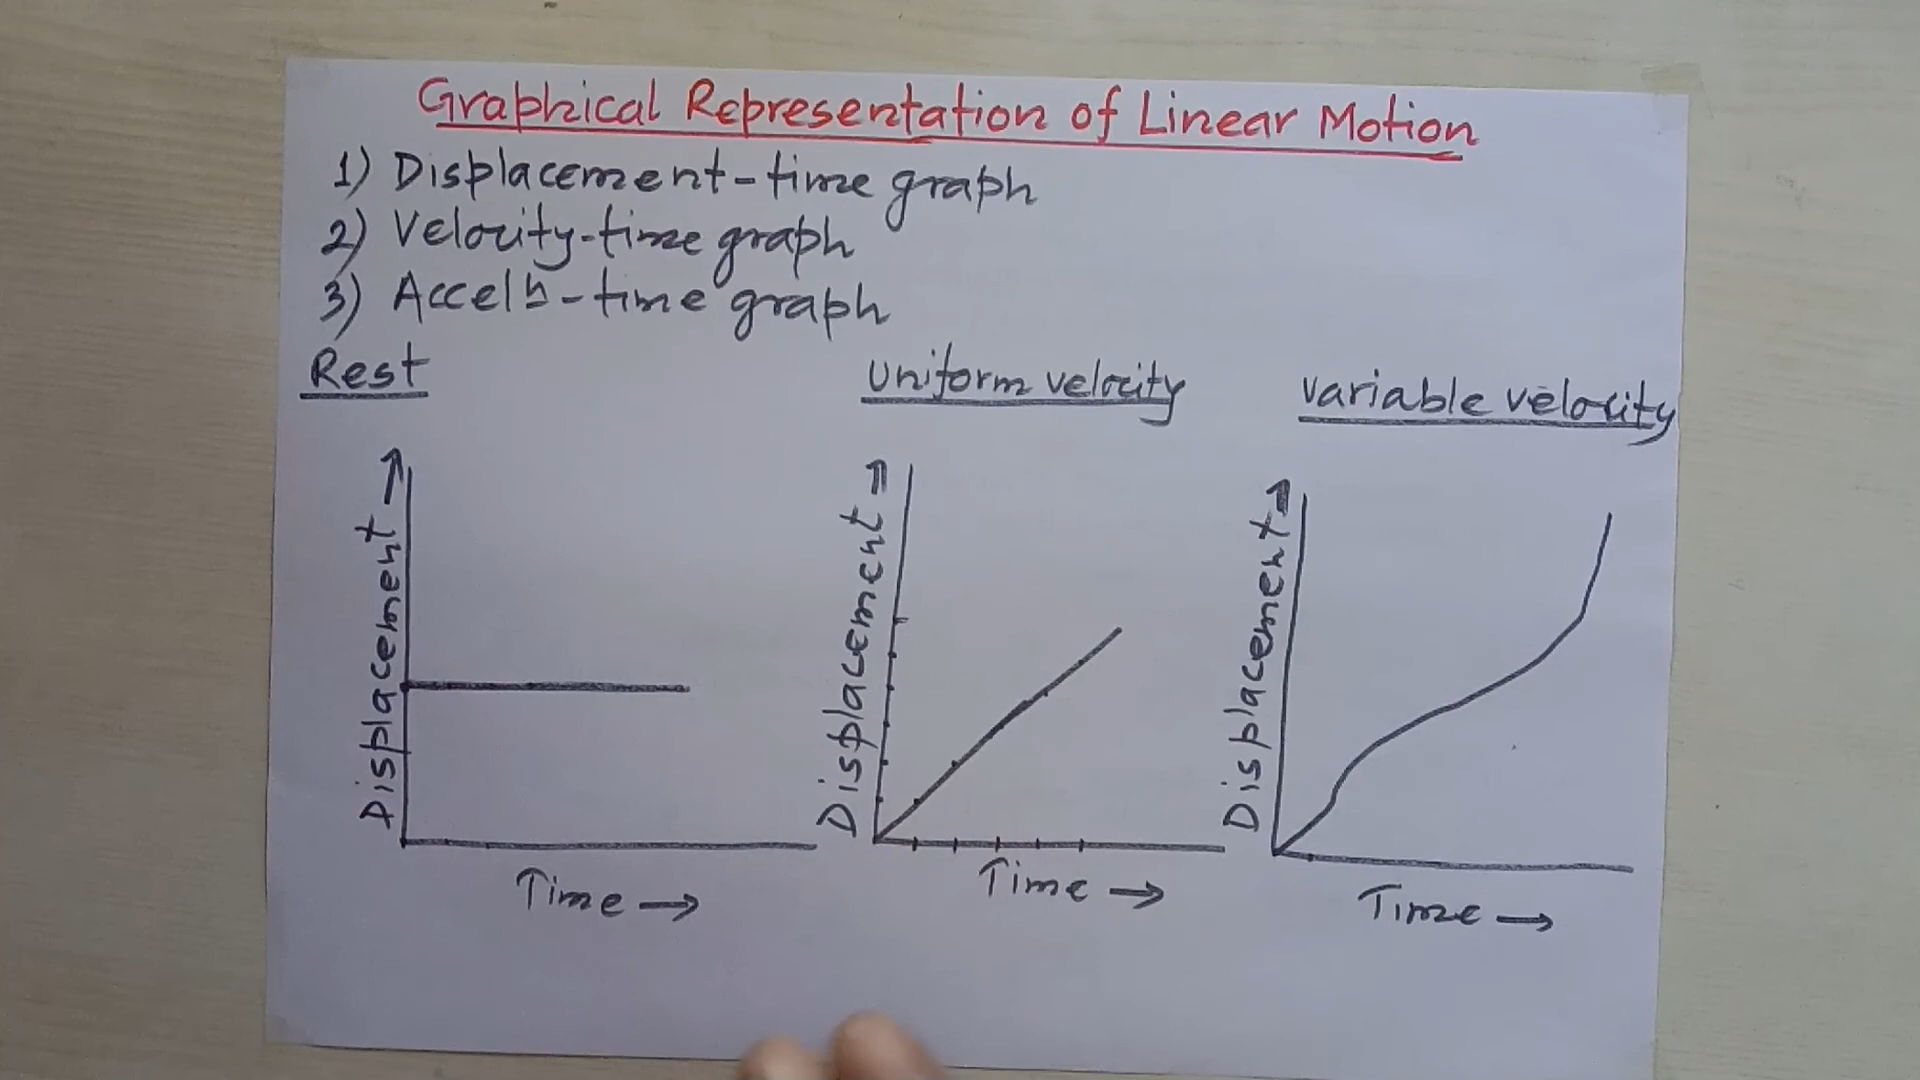 Graphical Representation of Linear Motion
1) Displacement-time graph
2) Velocity-time graph
3) Accelⁿ-time graph
Rest
uniform velocity
variable velocity
Displacement →
Time →
Displacement →
Time →
Displacement →
Time →